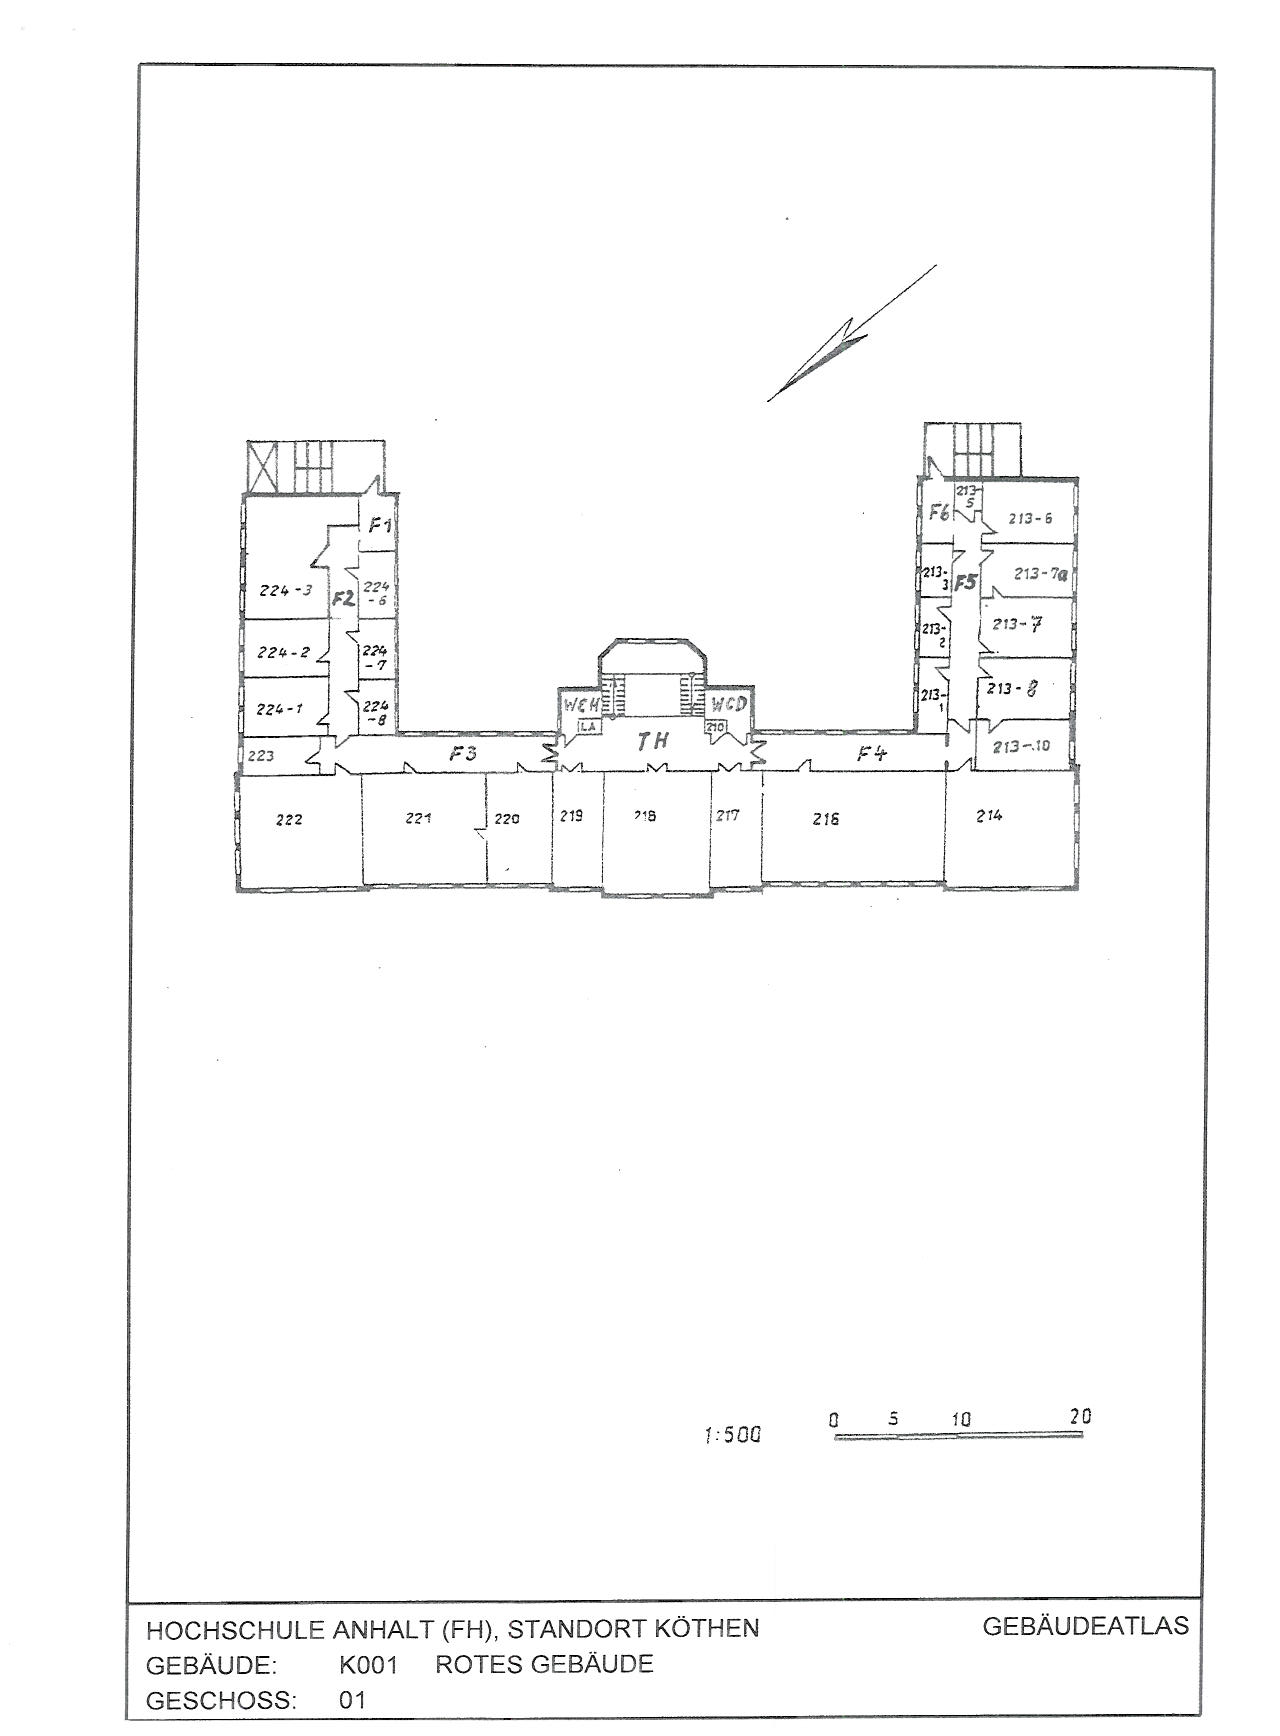 F1
224-3
F2
224
-6
224-2
224
-7
224-1
224
-8
223
F3
WCH
LA
TH
WCD
210
F4
F6
213-
5
213-6
213-
3
F5
213-7a
213-
2
213-7
213-
1
213-8
213-10
222
221
220
219
218
217
216
214
1:500
0 5 10 20
HOCHSCHULE ANHALT (FH), STANDORT KÖTHEN GEBÄUDEATLAS
GEBÄUDE: K001 ROTES GEBÄUDE
GESCHOSS: 01